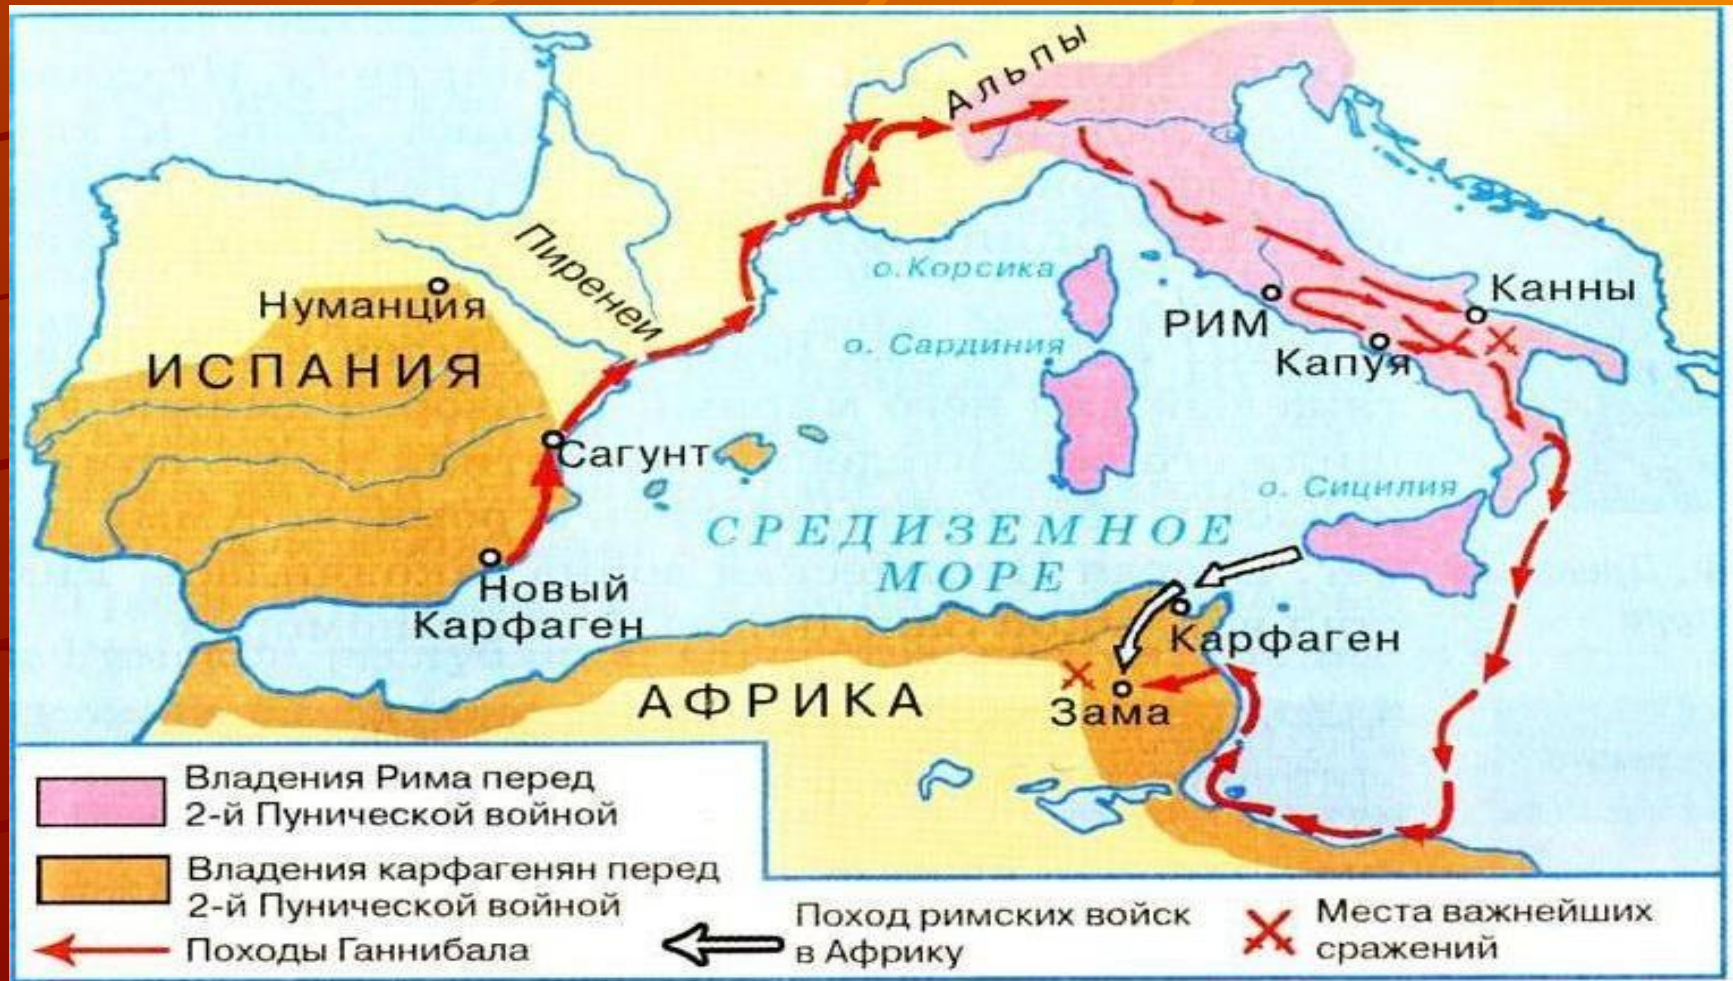 Альпы
Пиренеи
о. Корсика
Нуманция
Канны
РИМ
о. Сардиния
Капуя
ИСПАНИЯ
Сагунт
о. Сицилия
СРЕДИЗЕМНОЕ
МОРЕ
Новый
Карфаген
Карфаген
АФРИКА
Зама
Владения Рима перед
2-й Пунической войной
Владения карфагенян перед
2-й Пунической войной
Походы Ганнибала
Поход римских войск
в Африку
Места важнейших
сражений